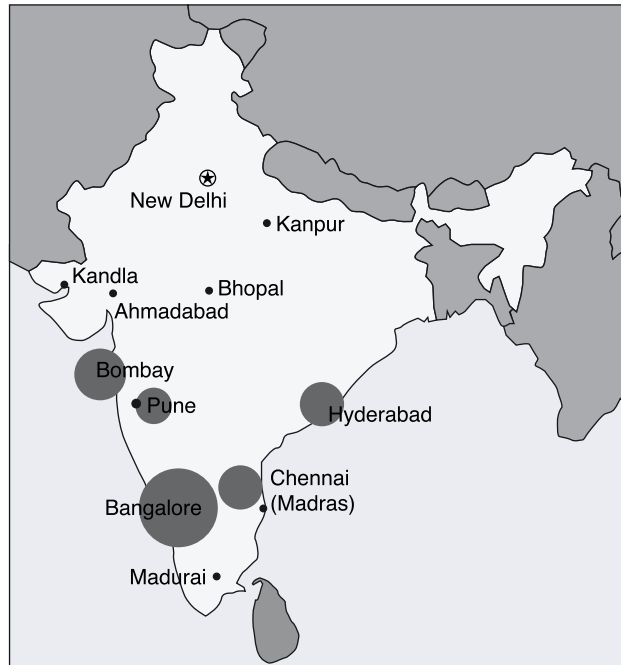 New Delhi
Kanpur
Kandla
Bhopal
Ahmadabad
Bombay
Pune
Hyderabad
Chennai
(Madras)
Bangalore
Madurai